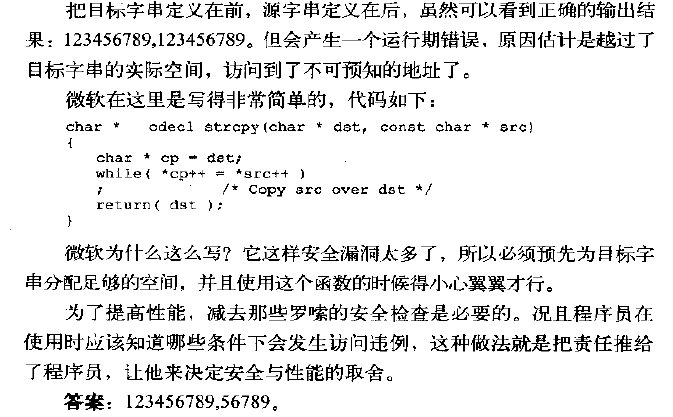 把目标字串定义在前，源字串定义在后，虽然可以看到正确的输出结
果：123456789,123456789。但会产生一个运行期错误，原因估计是越过了
目标字串的实际空间，访问到了不可预知的地址了。
微软在这里是写得非常简单的，代码如下：
char * cdecl strcpy(char * dst, const char * src)
{
char * cp = dst;
while( *cp++ = *src++ )
; /* Copy src over dst */
return( dst );
}
微软为什么这么写？它这样安全漏洞太多了，所以必须预先为目标字
串分配足够的空间，并且使用这个函数的时候得小心翼翼才行。
为了提高性能，减去那些罗嗦的安全检查是必要的。况且程序员在
使用时应该知道哪些条件下会发生访问违例，这种做法就是把责任推给
了程序员，让他来决定安全与性能的取舍。
答案：123456789,56789。